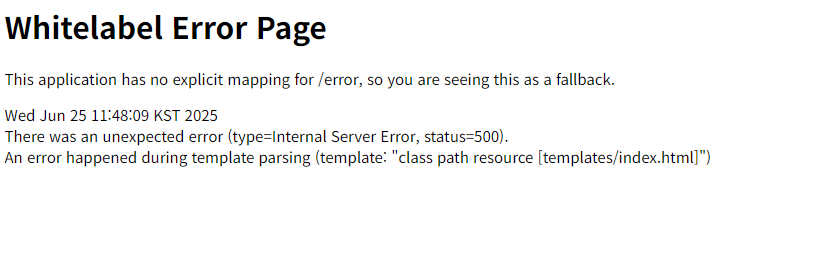 Whitelabel Error Page
This application has no explicit mapping for /error, so you are seeing this as a fallback.
Wed Jun 25 11:48:09 KST 2025
There was an unexpected error (type=Internal Server Error, status=500).
An error happened during template parsing (template: "class path resource [templates/index.html]")